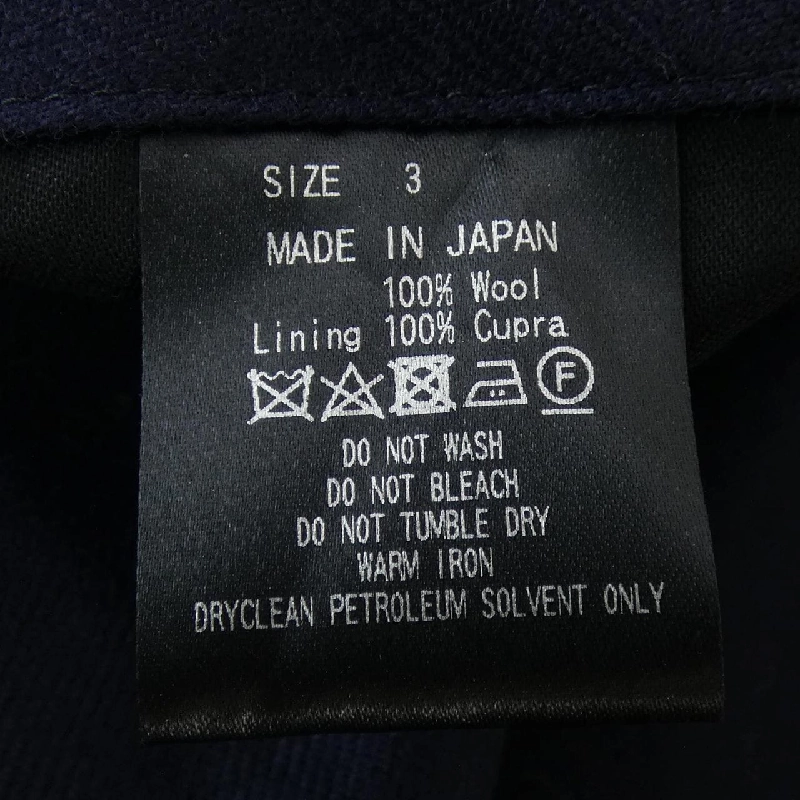 SIZE 3
MADE IN JAPAN
100% Wool
Lining 100% Cupra
F
DO NOT WASH
DO NOT BLEACH
DO NOT TUMBLE DRY
WARM IRON
DRYCLEAN PETROLEUM SOLVENT ONLY